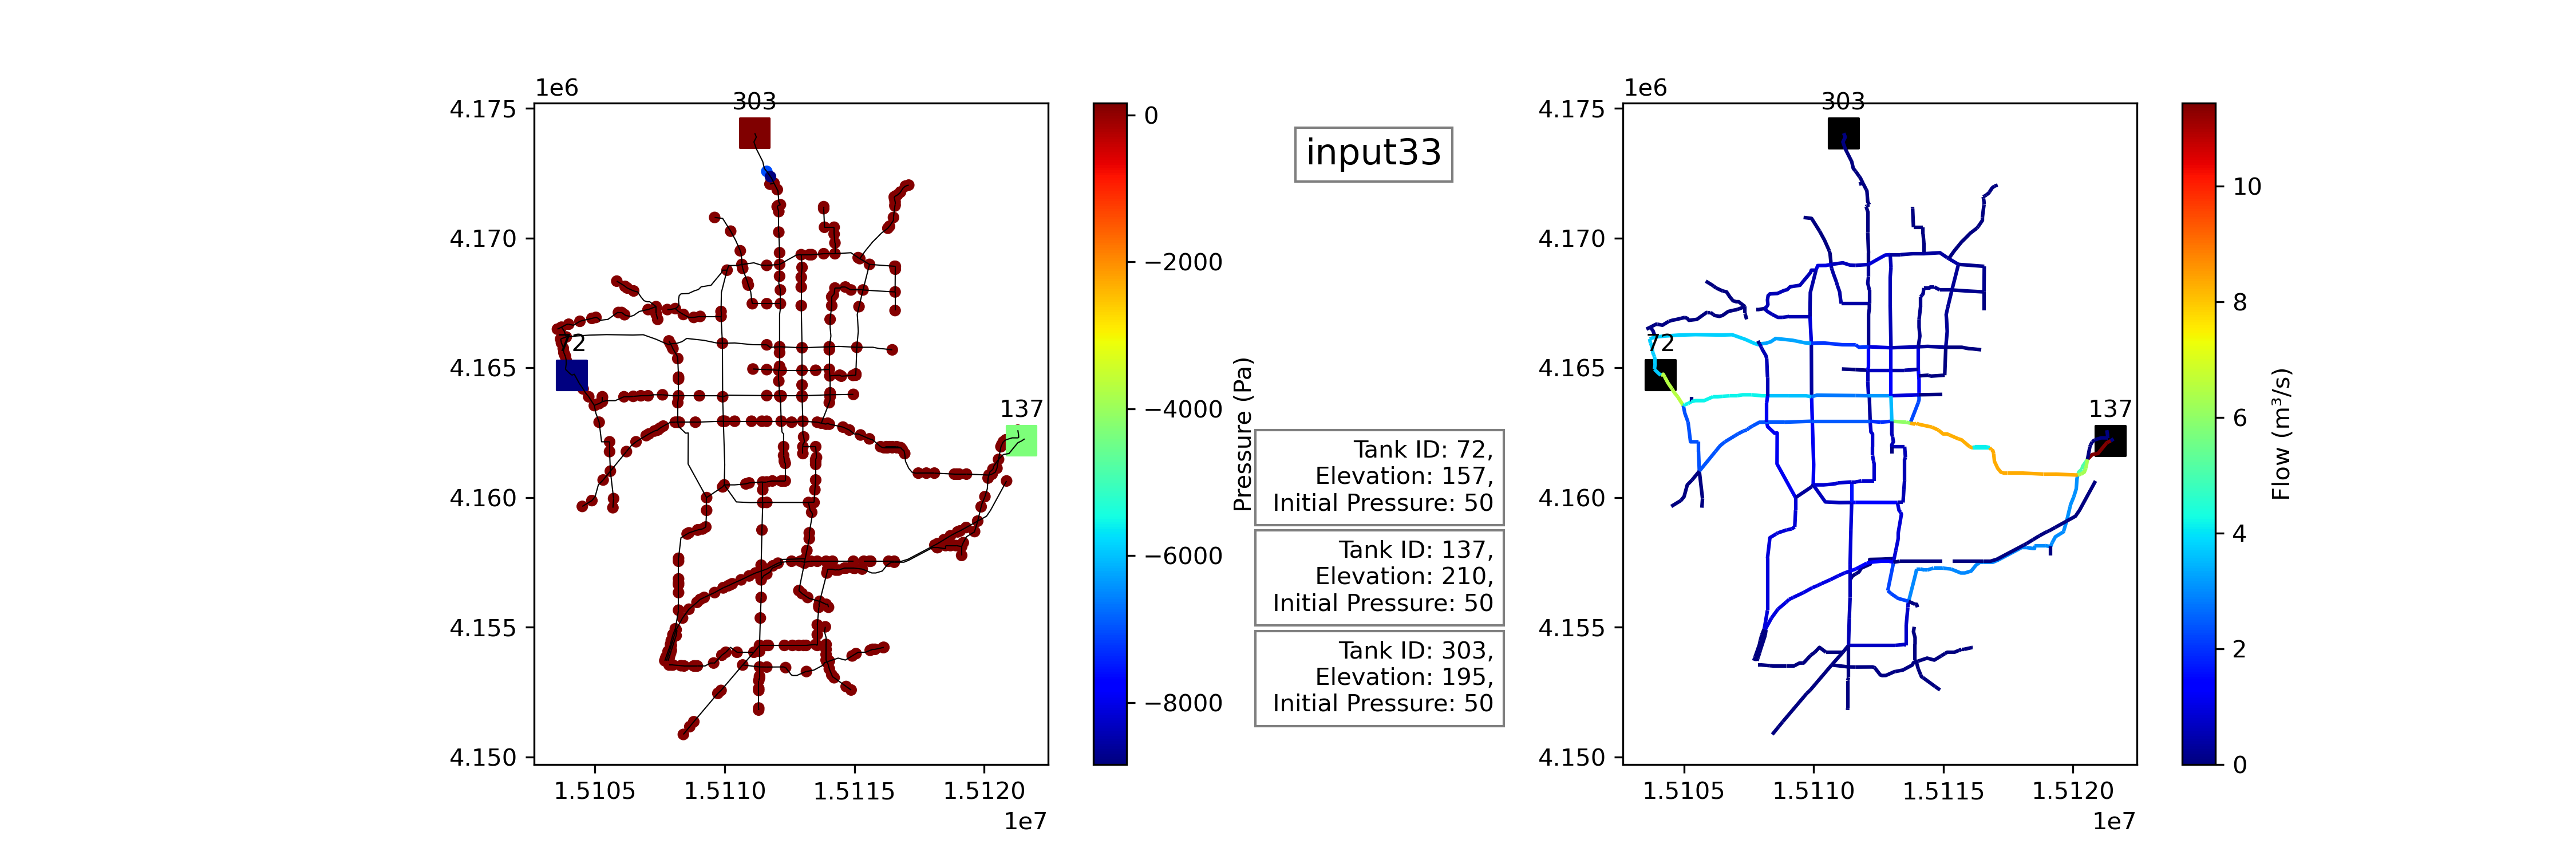 1e6
303
4.175
4.170
4.165
4.160
4.155
4.150
2
137
1.5105 1.5110 1.5115 1.5120
1e7
0
−2000
−4000
−6000
−8000
Pressure (Pa)
input33
Tank ID: 72,
Elevation: 157,
Initial Pressure: 50
Tank ID: 137,
Elevation: 210,
Initial Pressure: 50
Tank ID: 303,
Elevation: 195,
Initial Pressure: 50
1e6
303
4.175
4.170
4.165
4.160
4.155
4.150
72
137
1.5105 1.5110 1.5115 1.5120
1e7
10
8
6
4
2
0
Flow (m³/s)